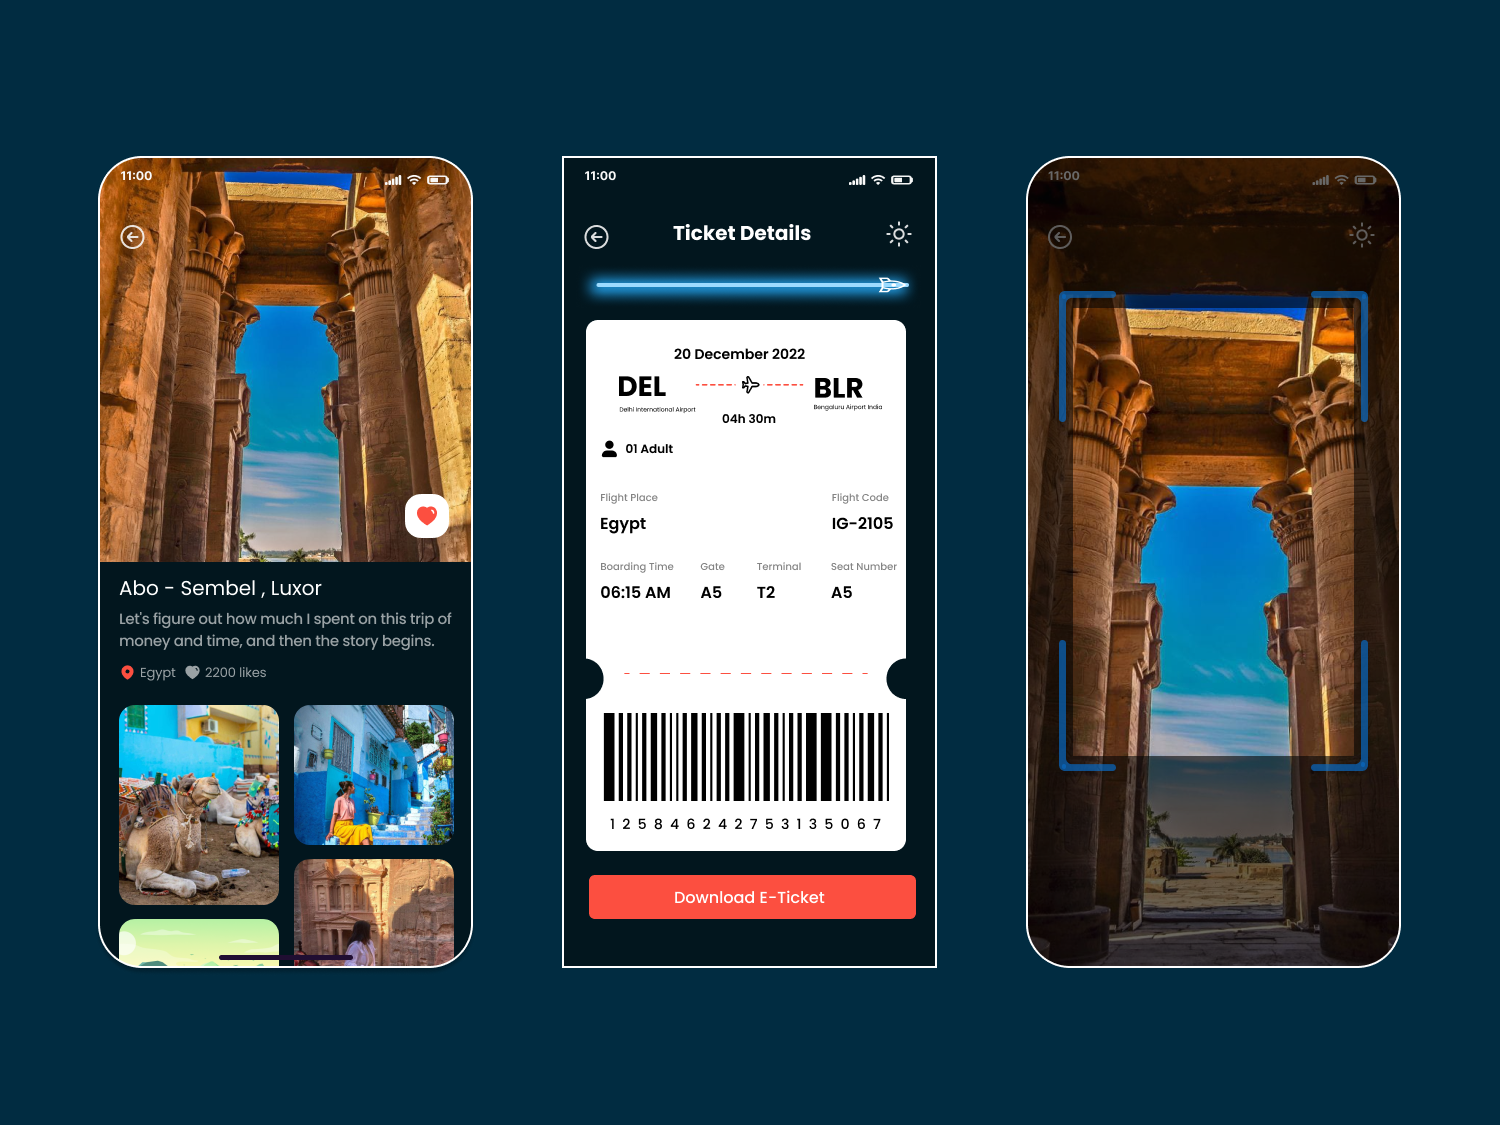 11:00
Abo - Sembel , Luxor
Let's figure out how much I spent on this trip of
money and time, and then the story begins.
Egypt 2200 likes
11:00
Ticket Details
20 December 2022
DEL BLR
Delhi International Airport Bengaluru Airport India
04h 30m
01 Adult
Flight Place Flight Code
Egypt IG-2105
Boarding Time Gate Terminal Seat Number
06:15 AM A5 T2 A5
1 2 5 8 4 6 2 4 2 7 5 3 1 3 5 0 6 7
Download E-Ticket
11:00